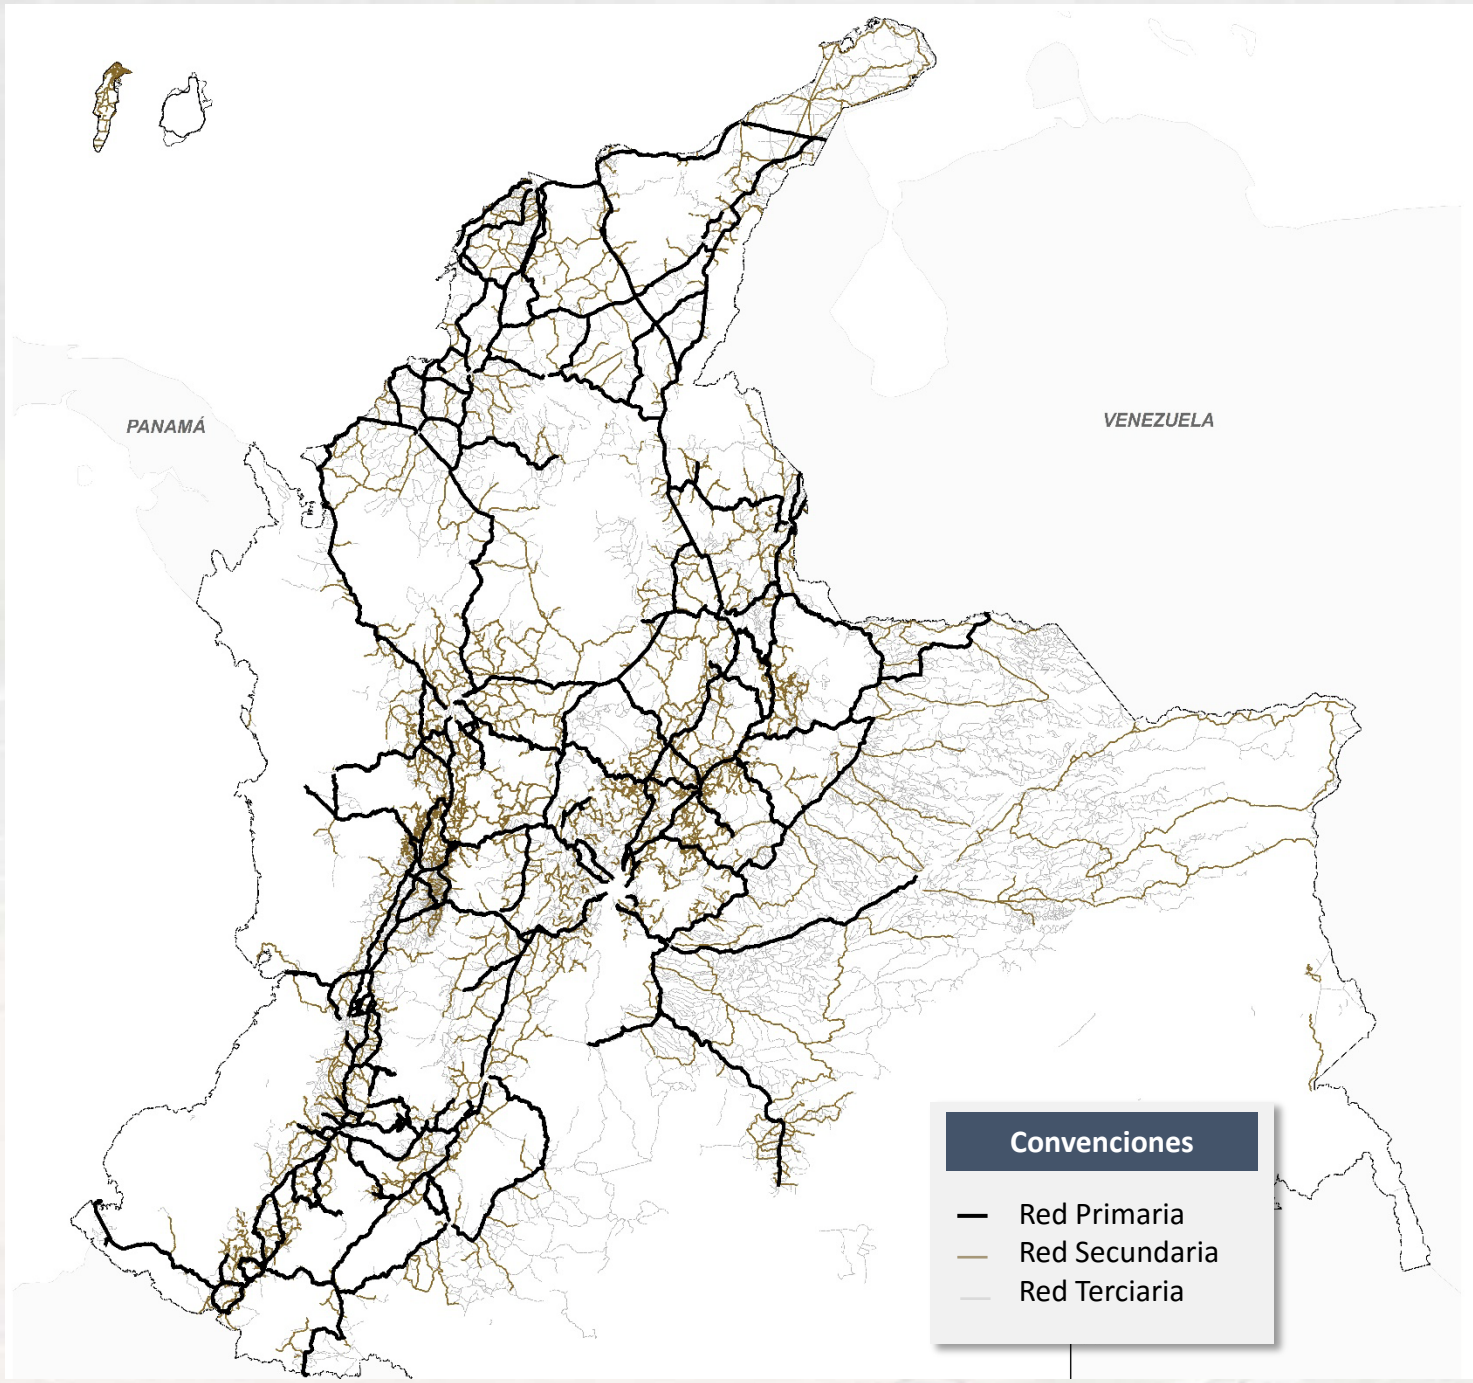 PANAMÁ
VENEZUELA
Convenciones
Red Primaria
Red Secundaria
Red Terciaria